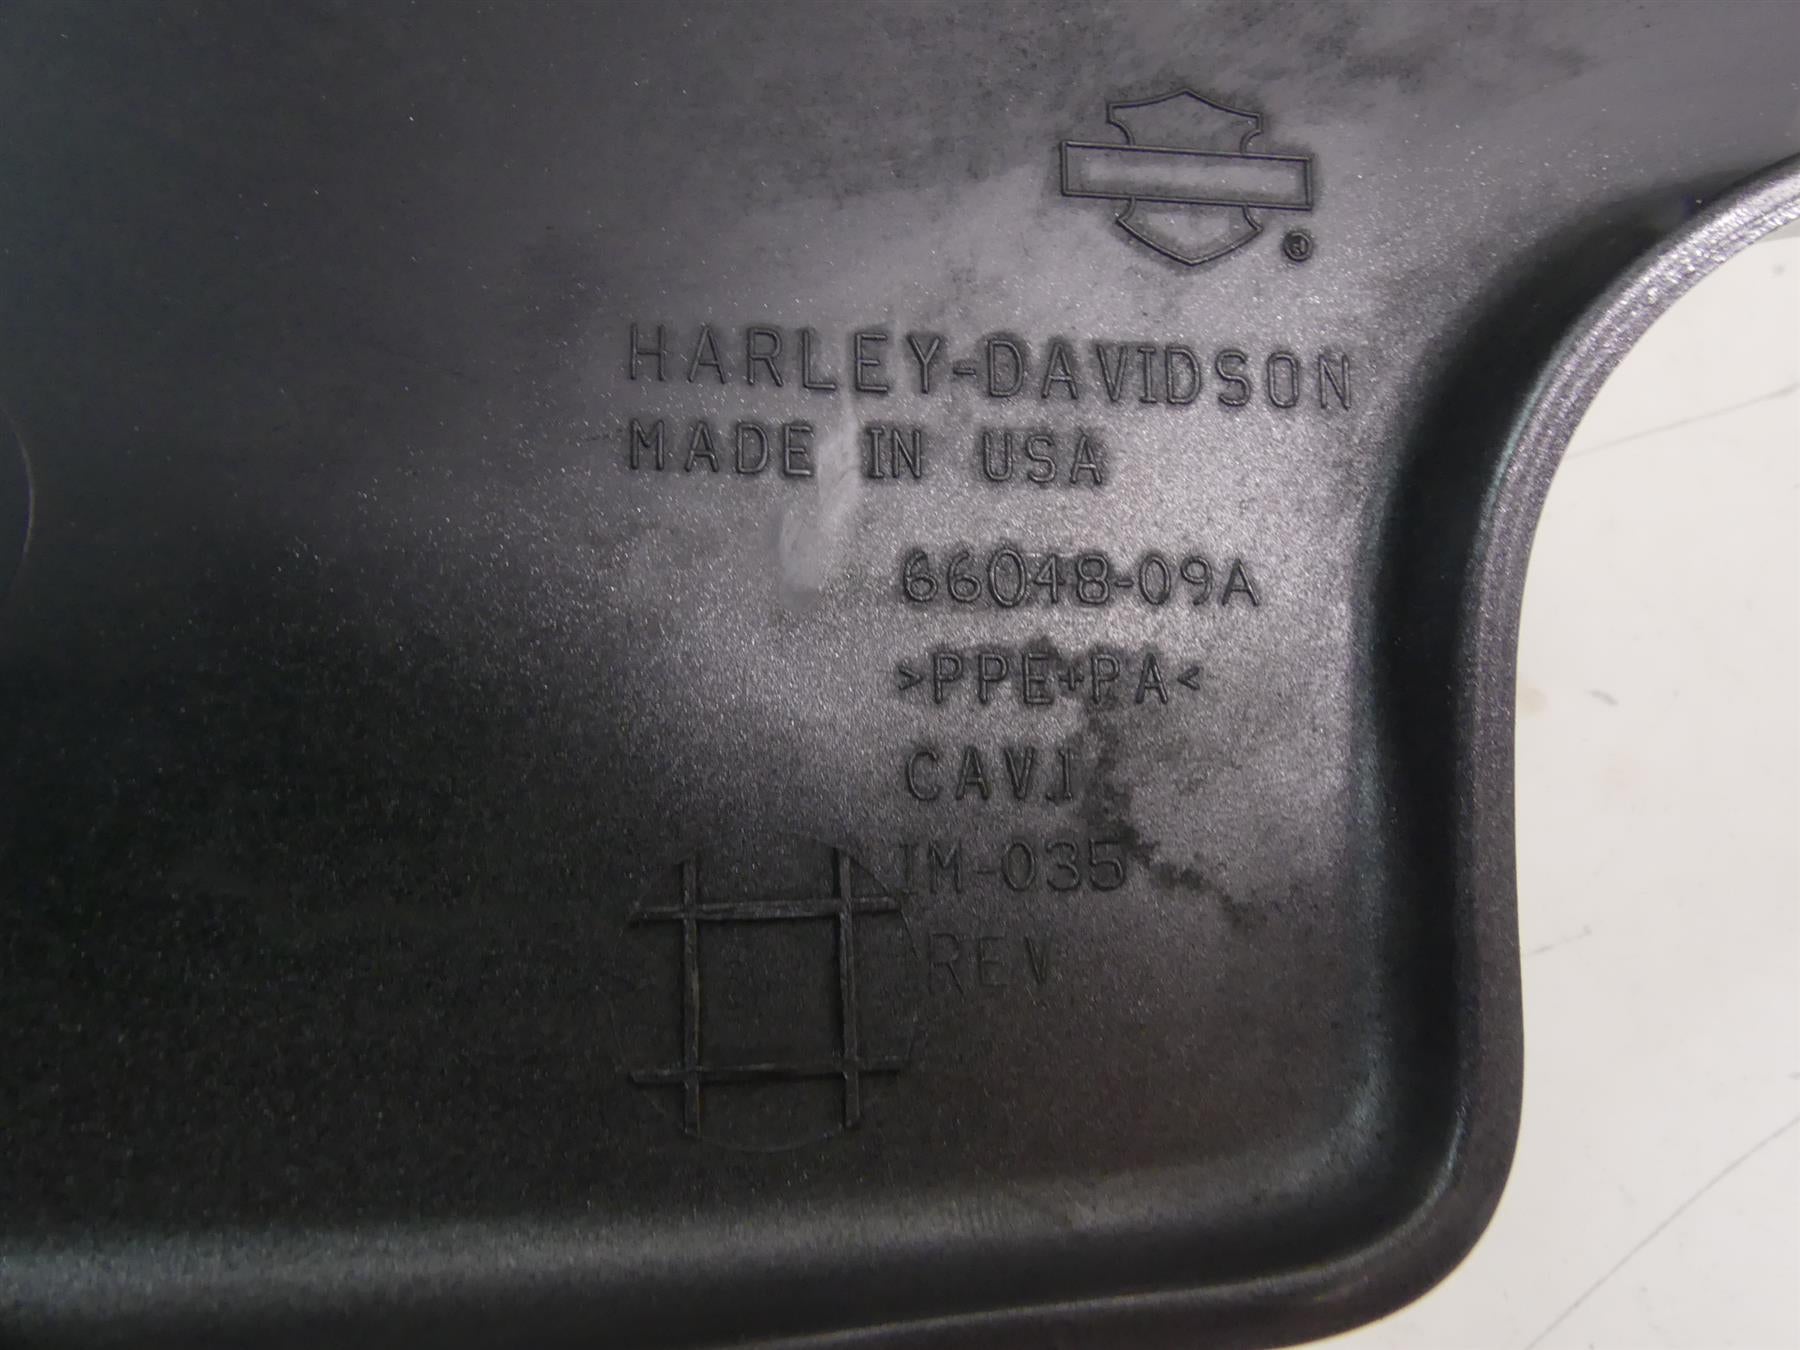 ®
HARLEY-DAVIDSON
MADE IN USA
66048-09A
>PPE+PA<
CAV1
IM-035
REV